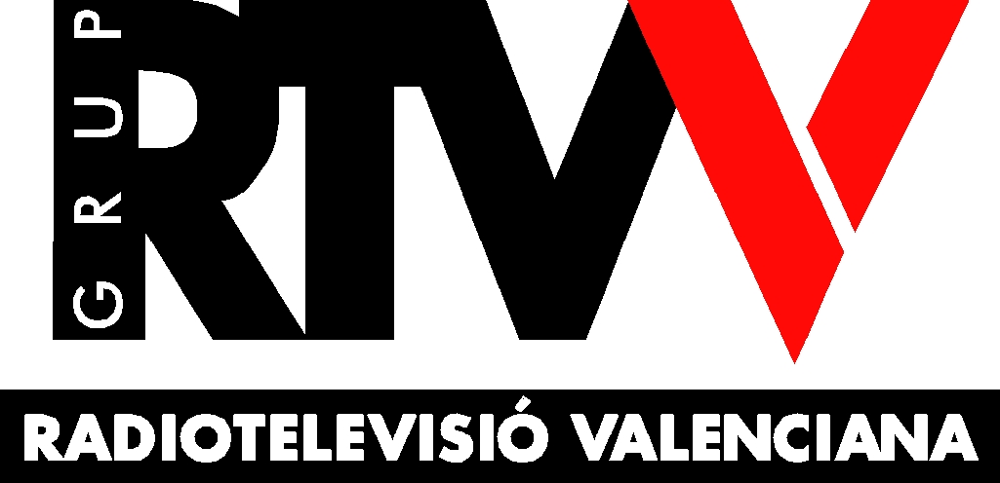 GRUP
RTVV
RADIOTELEVISIÓ VALENCIANA